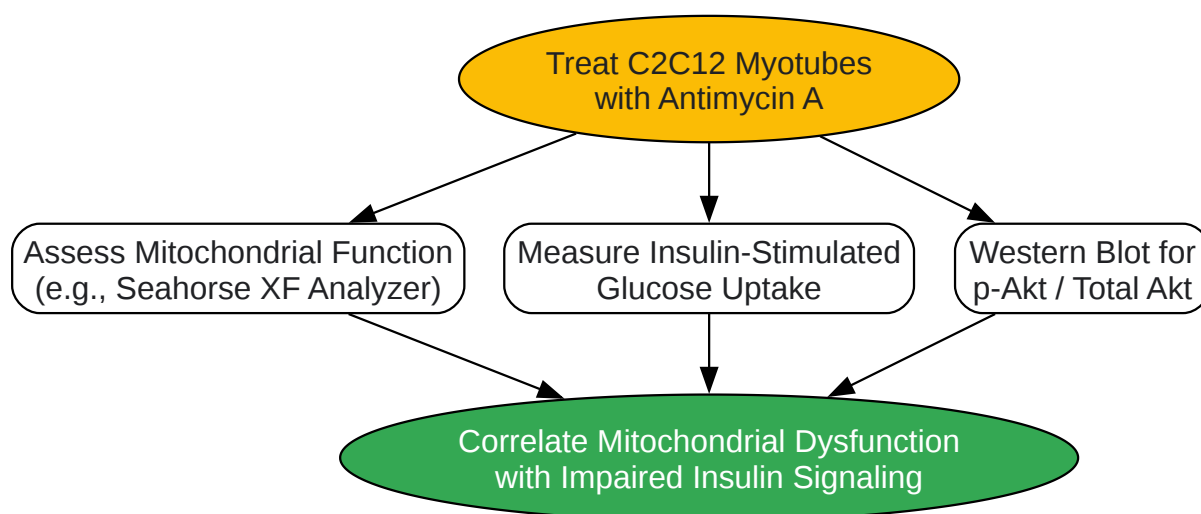 Treat C2C12 Myotubes
with Antimycin A
Assess Mitochondrial Function
(e.g., Seahorse XF Analyzer)
Measure Insulin-Stimulated
Glucose Uptake
Western Blot for
p-Akt / Total Akt
Correlate Mitochondrial Dysfunction
with Impaired Insulin Signaling